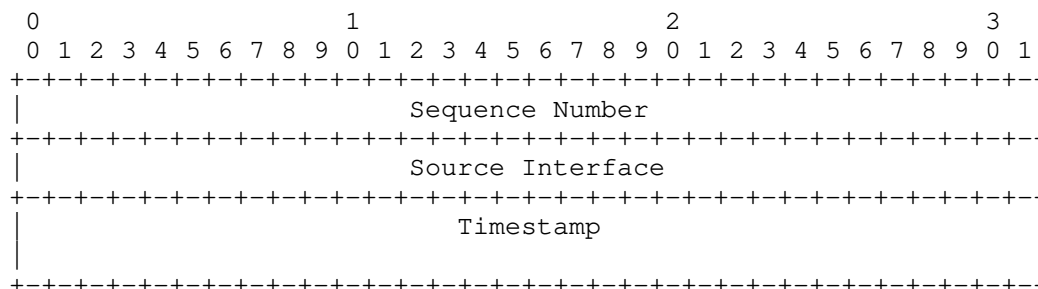 0                   1                   2                   3
 0 1 2 3 4 5 6 7 8 9 0 1 2 3 4 5 6 7 8 9 0 1 2 3 4 5 6 7 8 9 0 1
+-+-+-+-+-+-+-+-+-+-+-+-+-+-+-+-+-+-+-+-+-+-+-+-+-+-+-+-+-+-+-+-
|                        Sequence Number
+-+-+-+-+-+-+-+-+-+-+-+-+-+-+-+-+-+-+-+-+-+-+-+-+-+-+-+-+-+-+-+-
|                        Source Interface
+-+-+-+-+-+-+-+-+-+-+-+-+-+-+-+-+-+-+-+-+-+-+-+-+-+-+-+-+-+-+-+-
|                           Timestamp
|
+-+-+-+-+-+-+-+-+-+-+-+-+-+-+-+-+-+-+-+-+-+-+-+-+-+-+-+-+-+-+-+-